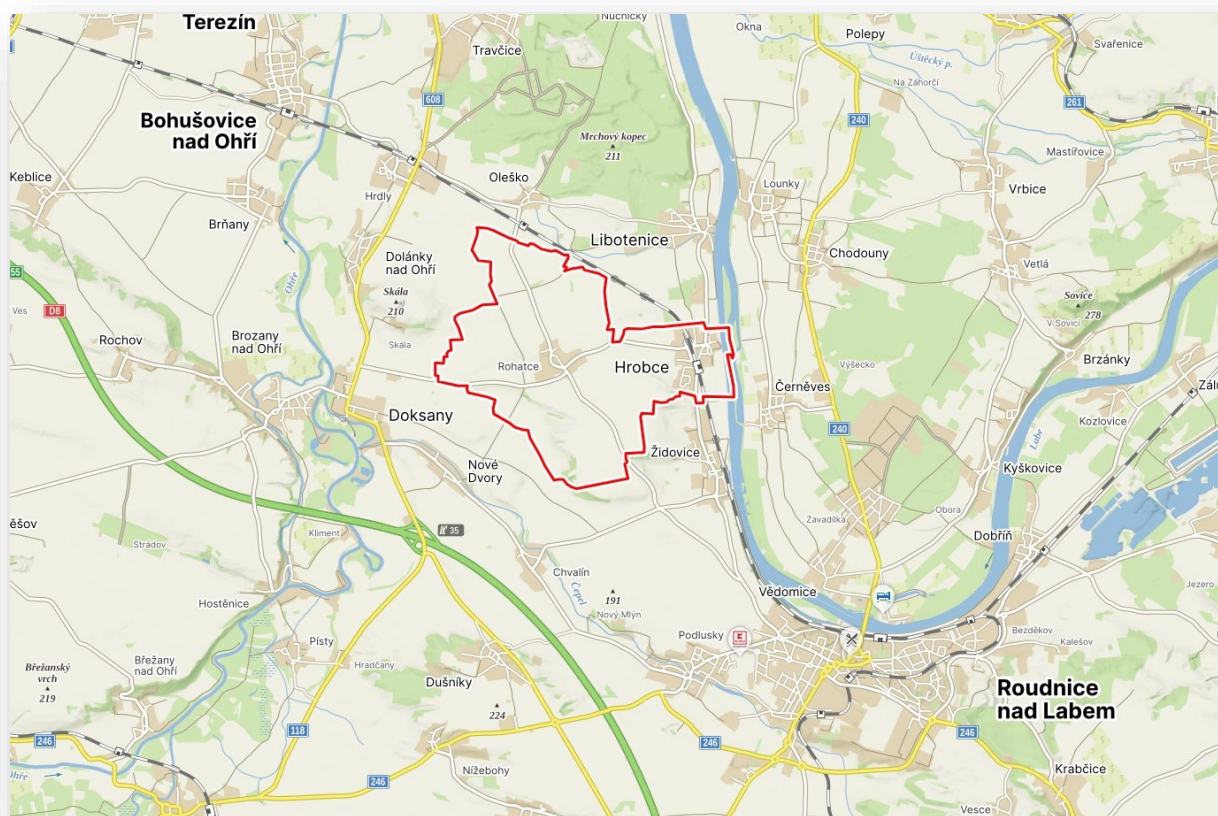 Terezín
Nučničky
Okna
Polepy
Svařenice
Travčice
Úštěcký p.
Na Záhorčí
608
261
240
Bohušovice
nad Ohří
Mrchový kopec
211
Mastířovice
Keblice
Oleško
Lounky
Vrbice
Hrdly
Brňany
Libotenice
Chodouny
Dolánky
nad Ohří
Vetlá
Ohře
55
Skála
210
Sovice
278
D8
Ves
V Sovici
Rochov
Brozany
nad Ohří
Skála
Brzánky
Rohatce
Hrobce
Výšecko
Černěves
Doksany
Kozlovice
240
Labe
Židovice
Nové
Dvory
Kyškovice
Obora
Zavadilka
35
ěšov
Strádov
Kliment
Dobříň
Chvalín
Čepel
191
Nový Mlýn
Vědomice
Jezero
Hostěnice
Podlusky
Bezděkov
Kalešov
Písty
Hradčany
Břežanský
vrch
219
Břežany
nad Ohří
Dušníky
224
Roudnice
nad Labem
118
246
246
246
246
Nížebohy
Krabčice
Ohře
Vesce